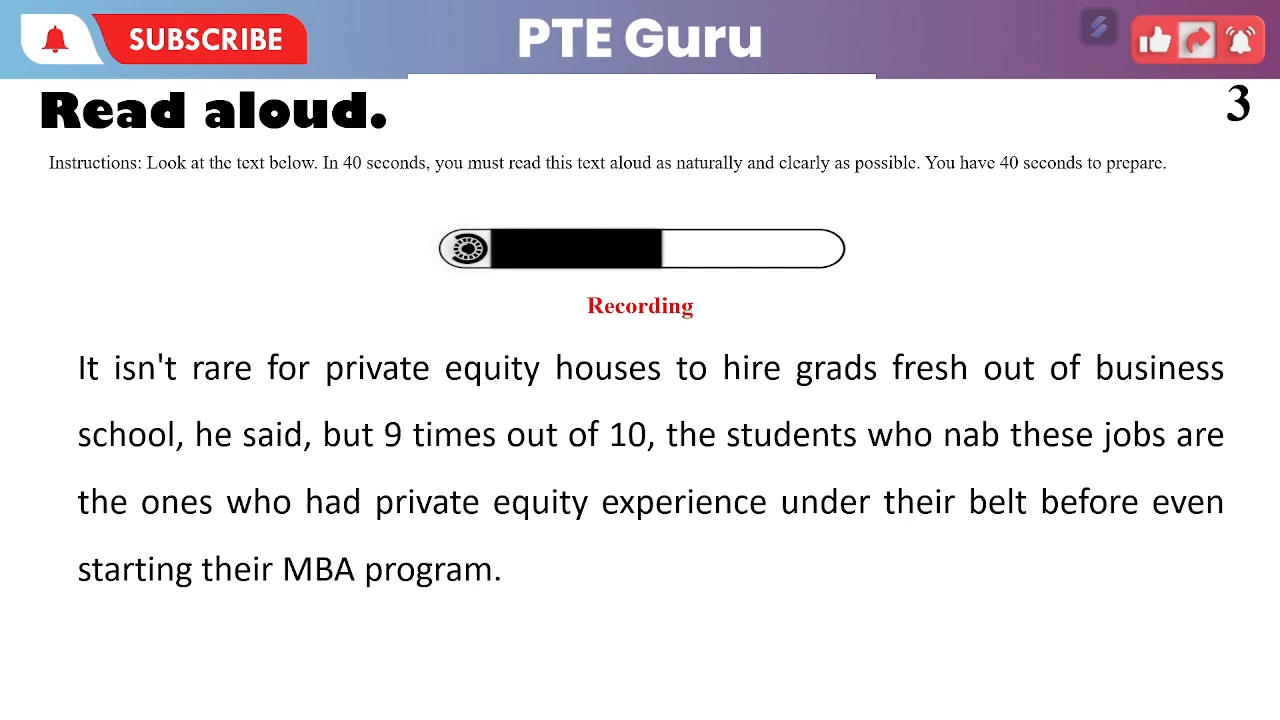 SUBSCRIBE
PTE Guru
Read aloud.
3
Instructions: Look at the text below. In 40 seconds, you must read this text aloud as naturally and clearly as possible. You have 40 seconds to prepare.
Recording
It isn't rare for private equity houses to hire grads fresh out of business
school, he said, but 9 times out of 10, the students who nab these jobs are
the ones who had private equity experience under their belt before even
starting their MBA program.